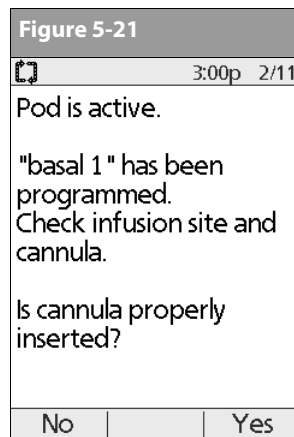 Figure 5-21
3:00p 2/11
Pod is active.
"basal 1" has been
programmed.
Check infusion site and
cannula.
Is cannula properly
inserted?
No Yes